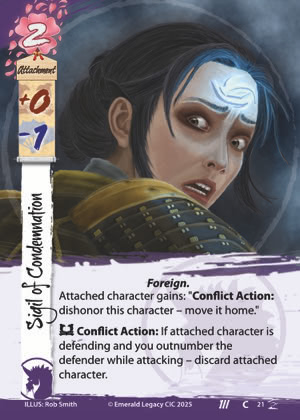 2
Attachment
+0
-1
Sigil of Condemnation
Foreign.
Attached character gains: "Conflict Action:
dishonor this character – move it home."
Conflict Action: If attached character is
defending and you outnumber the
defender while attacking – discard attached
character.
ILLUS: Rob Smith
© Emerald Legacy CIC 2025
C 21